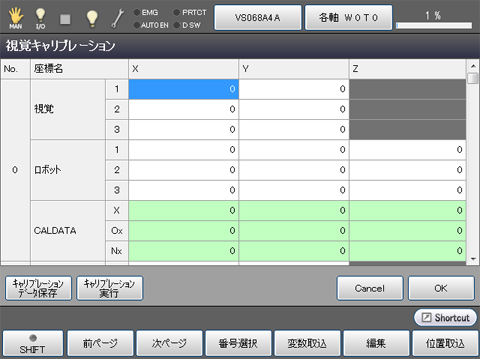 MAN I/O EMG PRTCT VS068A4A 各軸 W0T0 1 %
AUTO EN D SW
視覚キャリブレーション
No. 座標名 X Y Z
1 0 0
視覚 2 0 0
3 0 0
1 0 0 0
0 ロボット 2 0 0 0
3 0 0 0
X 0 0 0
CALDATA Ox 0 0 0
Nx 0 0 0
キャリブレーション キャリブレーション
データ保存 実行 Cancel OK
Shortcut
SHIFT 前ページ 次ページ 番号選択 変数取込 編集 位置取込